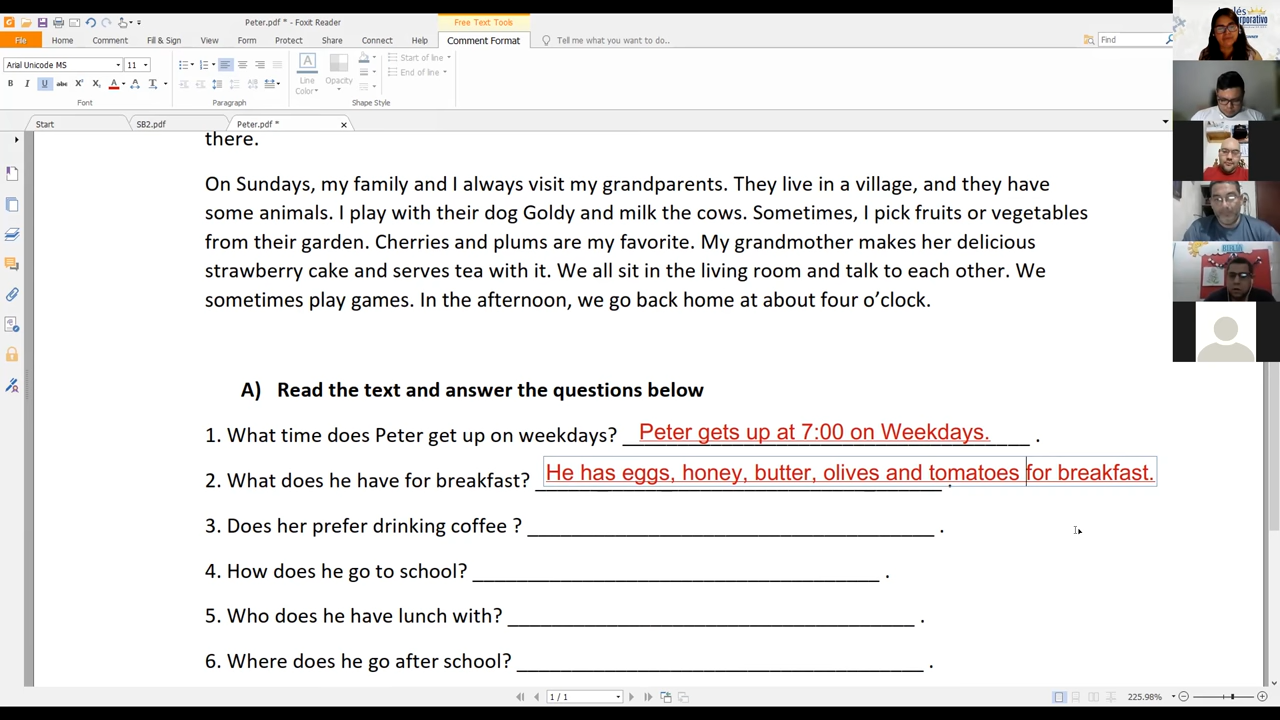 Peter.pdf * - Foxit Reader
Free Text Tools
File Home Comment Fill & Sign View Form Protect Share Connect Help Comment Format Tell me what you want to do.. Find
Arial Unicode MS 11
Start of line
End of line
Line Color
Opacity
Font Paragraph Shape Style
Start SB2.pdf Peter.pdf *
there.
On Sundays, my family and I always visit my grandparents. They live in a village, and they have
some animals. I play with their dog Goldy and milk the cows. Sometimes, I pick fruits or vegetables
from their garden. Cherries and plums are my favorite. My grandmother makes her delicious
strawberry cake and serves tea with it. We all sit in the living room and talk to each other. We
sometimes play games. In the afternoon, we go back home at about four o’clock.
A) Read the text and answer the questions below
1. What time does Peter get up on weekdays? Peter gets up at 7:00 on Weekdays. .
2. What does he have for breakfast? He has eggs, honey, butter, olives and tomatoes for breakfast. .
3. Does her prefer drinking coffee ? ____________________ .
4. How does he go to school? ____________________ .
5. Who does he have lunch with? ____________________ .
6. Where does he go after school? ____________________ .
1 / 1
225.98%